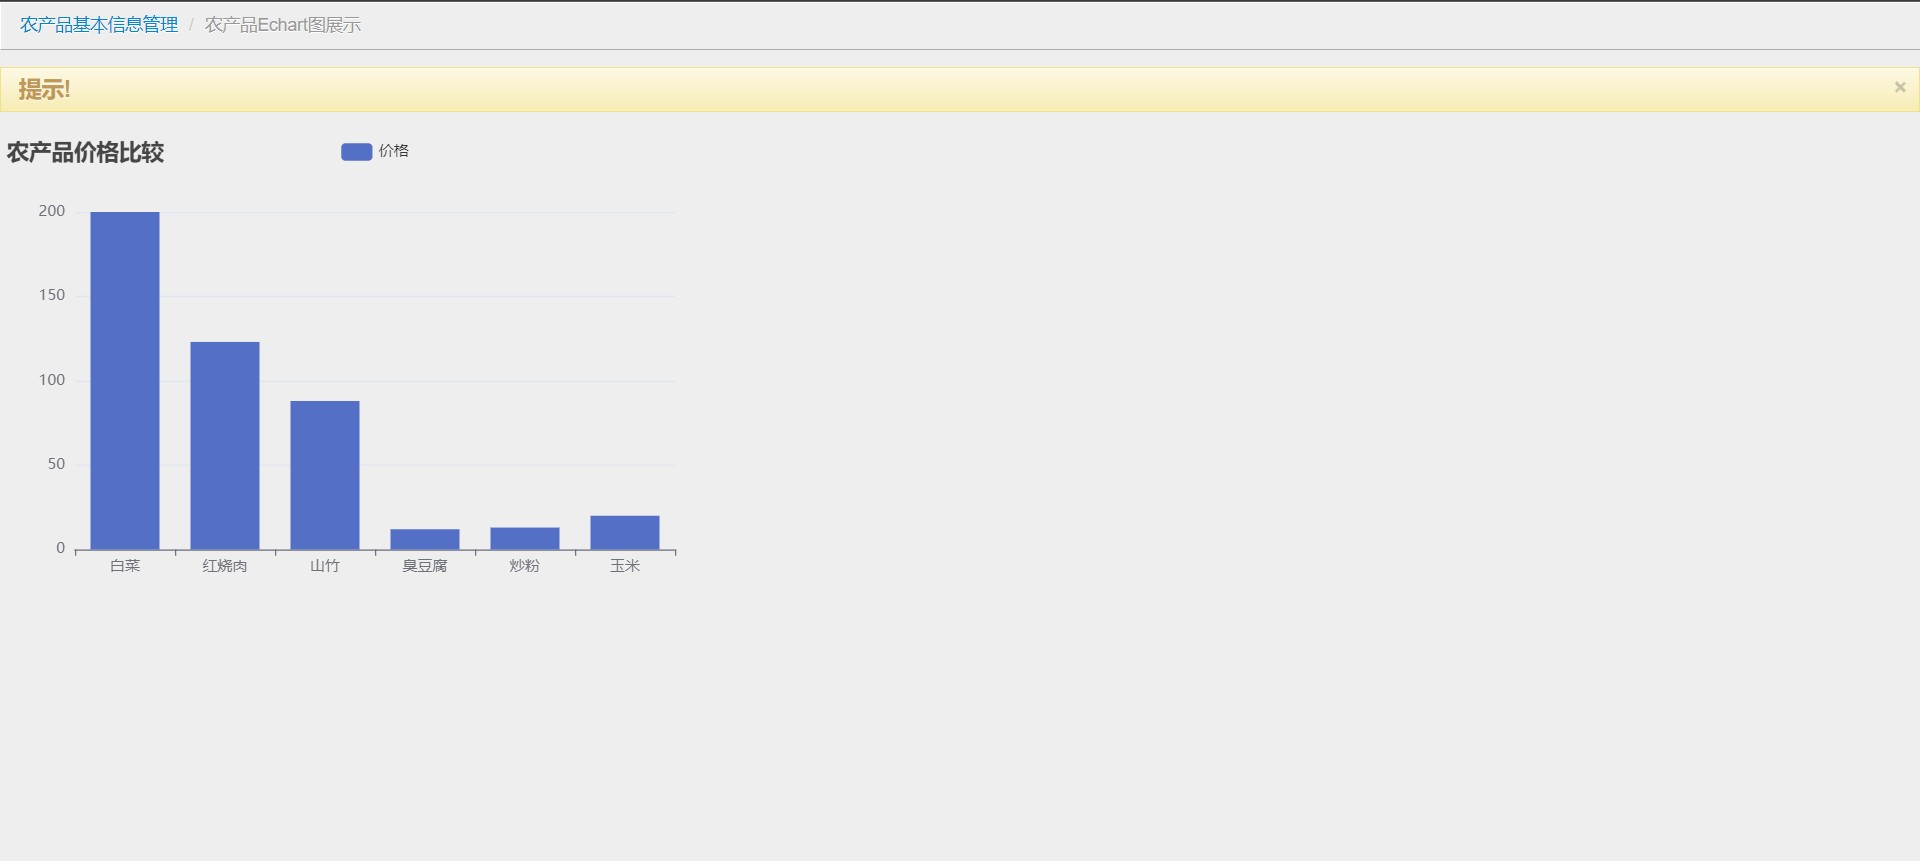 农产品基本信息管理 / 农产品Echart图展示
提示!
×
农产品价格比较
价格
200
150
100
50
0
白菜 红烧肉 山竹 臭豆腐 炒粉 玉米